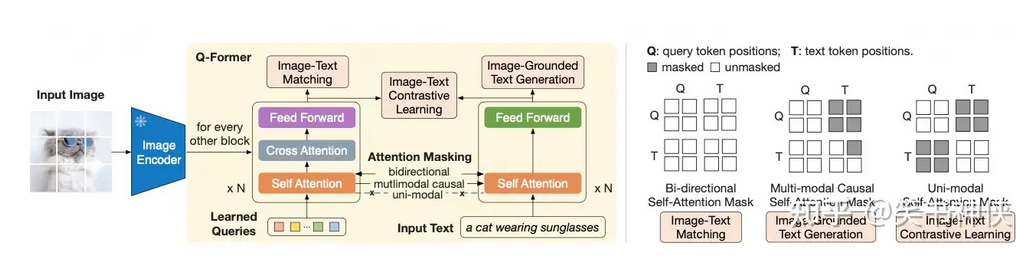 Input Image
Image
Encoder
for every
other block
Q-Former
Image-Text
Matching
Image-Text
Contrastive
Learning
Image-Grounded
Text Generation
Feed Forward
Cross Attention
Self Attention
x N
Attention Masking
bidirectional
mutlimodal causal
uni-modal
Feed Forward
Self Attention
x N
Learned
Queries
...
Input Text
a cat wearing sunglasses
Q: query token positions; T: text token positions.
masked unmasked
Q T
Q
T
Bi-directional
Self-Attention Mask
Image-Text
Matching
Q T
Q
T
Multi-modal Causal
Self-Attention Mask
Image-Grounded
Text Generation
Q T
Q
T
Uni-modal
Self-Attention Mask
Image-Text
Contrastive Learning
知乎